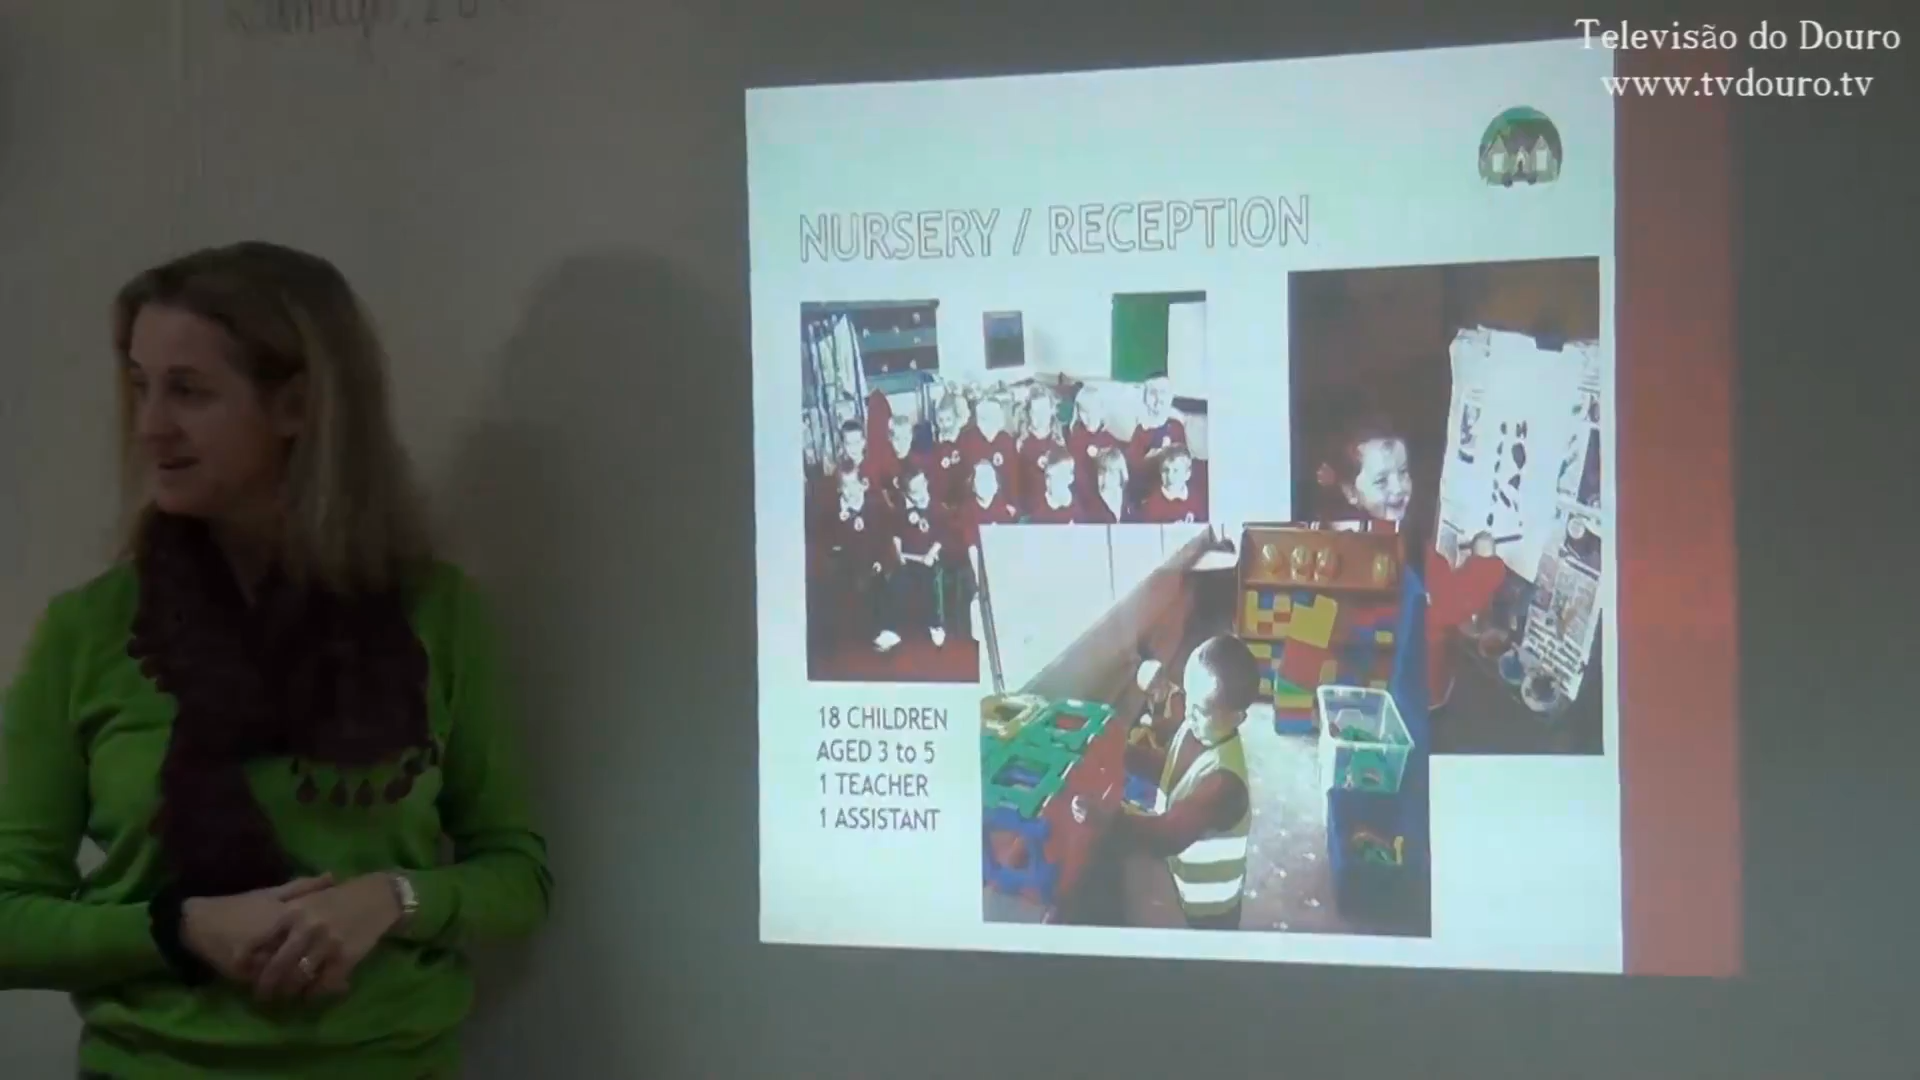 Televisão do Douro
www.tvdouro.tv
NURSERY / RECEPTION
18 CHILDREN
AGED 3 to 5
1 TEACHER
1 ASSISTANT